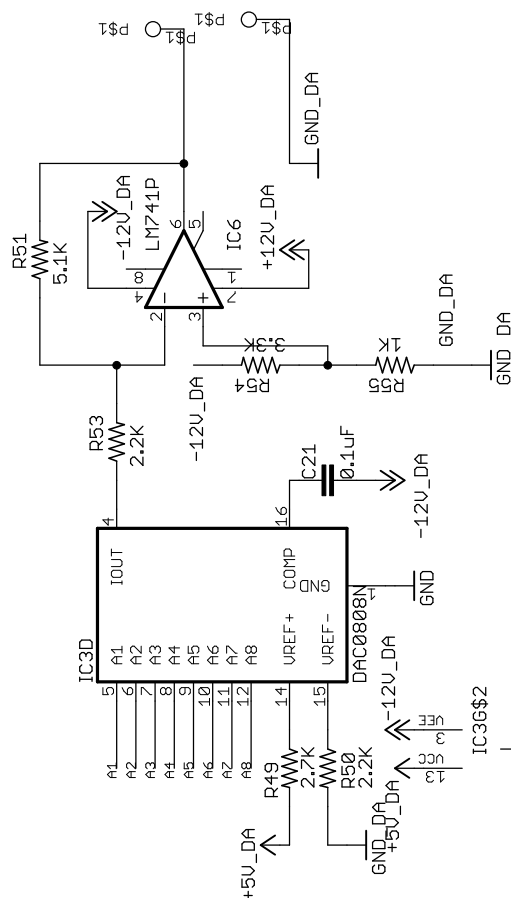 P$1
P$1
P$1
P$1
GND_DA
R51
5.1K
-12V_DA
LM741P
IC6
+12V_DA
6
5
4
8
1
7
2
3
-
+
R53
2.2K
-12V_DA
R54
3.3K
R55
1K
GND_DA
GND_DA
C21
0.1uF
-12V_DA
4
16
IOUT
COMP
GND
1
GND
IC3D
DAC0808N
A1
A2
A3
A4
A5
A6
A7
A8
VREF+
VREF-
5
6
7
8
9
10
11
12
14
15
A1
A2
A3
A4
A5
A6
A7
A8
R49
2.7K
R50
2.2K
+5V_DA
GND_DA
+5V_DA
-12V_DA
VEE
3
VCC
13
IC3G$2